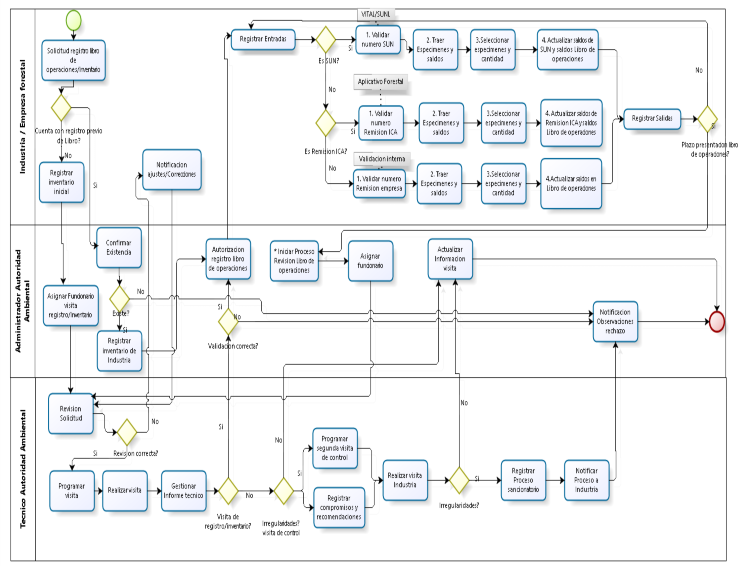 Industria / Empresa forestal
Solicitud registro libro
de
operaciones/inventario
Cuenta con registro previo
de Libro?
No
Si
Registrar
inventario
inicial
Notificacion
ajustes/Correcciones
Registrar Entradas
Es SUN?
Si
No
VITAL/SUNL
1. Validar
numero SUN
2. Traer
Especimenes y
saldos
3.Seleccionar
especimenes y
cantidad
4. Actualizar saldos de
SUN y saldos Libro de
operaciones
Aplicativo Forestal
Es Remision ICA?
Si
No
1. Validar
numero
Remision ICA
2. Traer
Especimenes y
saldos
3.Seleccionar
especimenes y
cantidad
4. Actualizar saldos de
Remision ICA y saldos
Libro de operaciones
Validacion interna
1. Validar numero
Remision empresa
2. Traer
Especimenes y
saldos
3.Seleccionar
especimenes y
cantidad
4.Actualizar saldos en
Libro de operaciones
Registrar Salidas
No
Si
Plazo presentación libro
de operaciones?
Administrador Autoridad
Ambiental
Confirmar
Existencia
Asignar Funcionario
visita
registro/inventario
Existe?
No
Si
Registrar
inventario de
Industria
Autorizacion
registro libro
de operaciones
Si
No
Validacion correcta?
* Iniciar Proceso
Revision Libro de
operaciones
Asignar
funcionario
Actualizar
Informacion
visita
Notificacion
Observaciones
rechazo
Tecnico Autoridad Ambiental
Revision
Solicitud
Si
No
Revision correcta?
Programar
visita
Realizar visita
Gestionar
Informe tecnico
Si
No
Visita de
registro/inventario?
No
Si
Irregularidades?
visita de control
Programar
segunda visita
de control
Registrar
compromisos y
recomendaciones
Realizar visita
Industria
No
Si
Irregularidades?
Registrar
Proceso
sancionatorio
Notificar
Proceso a
Industria